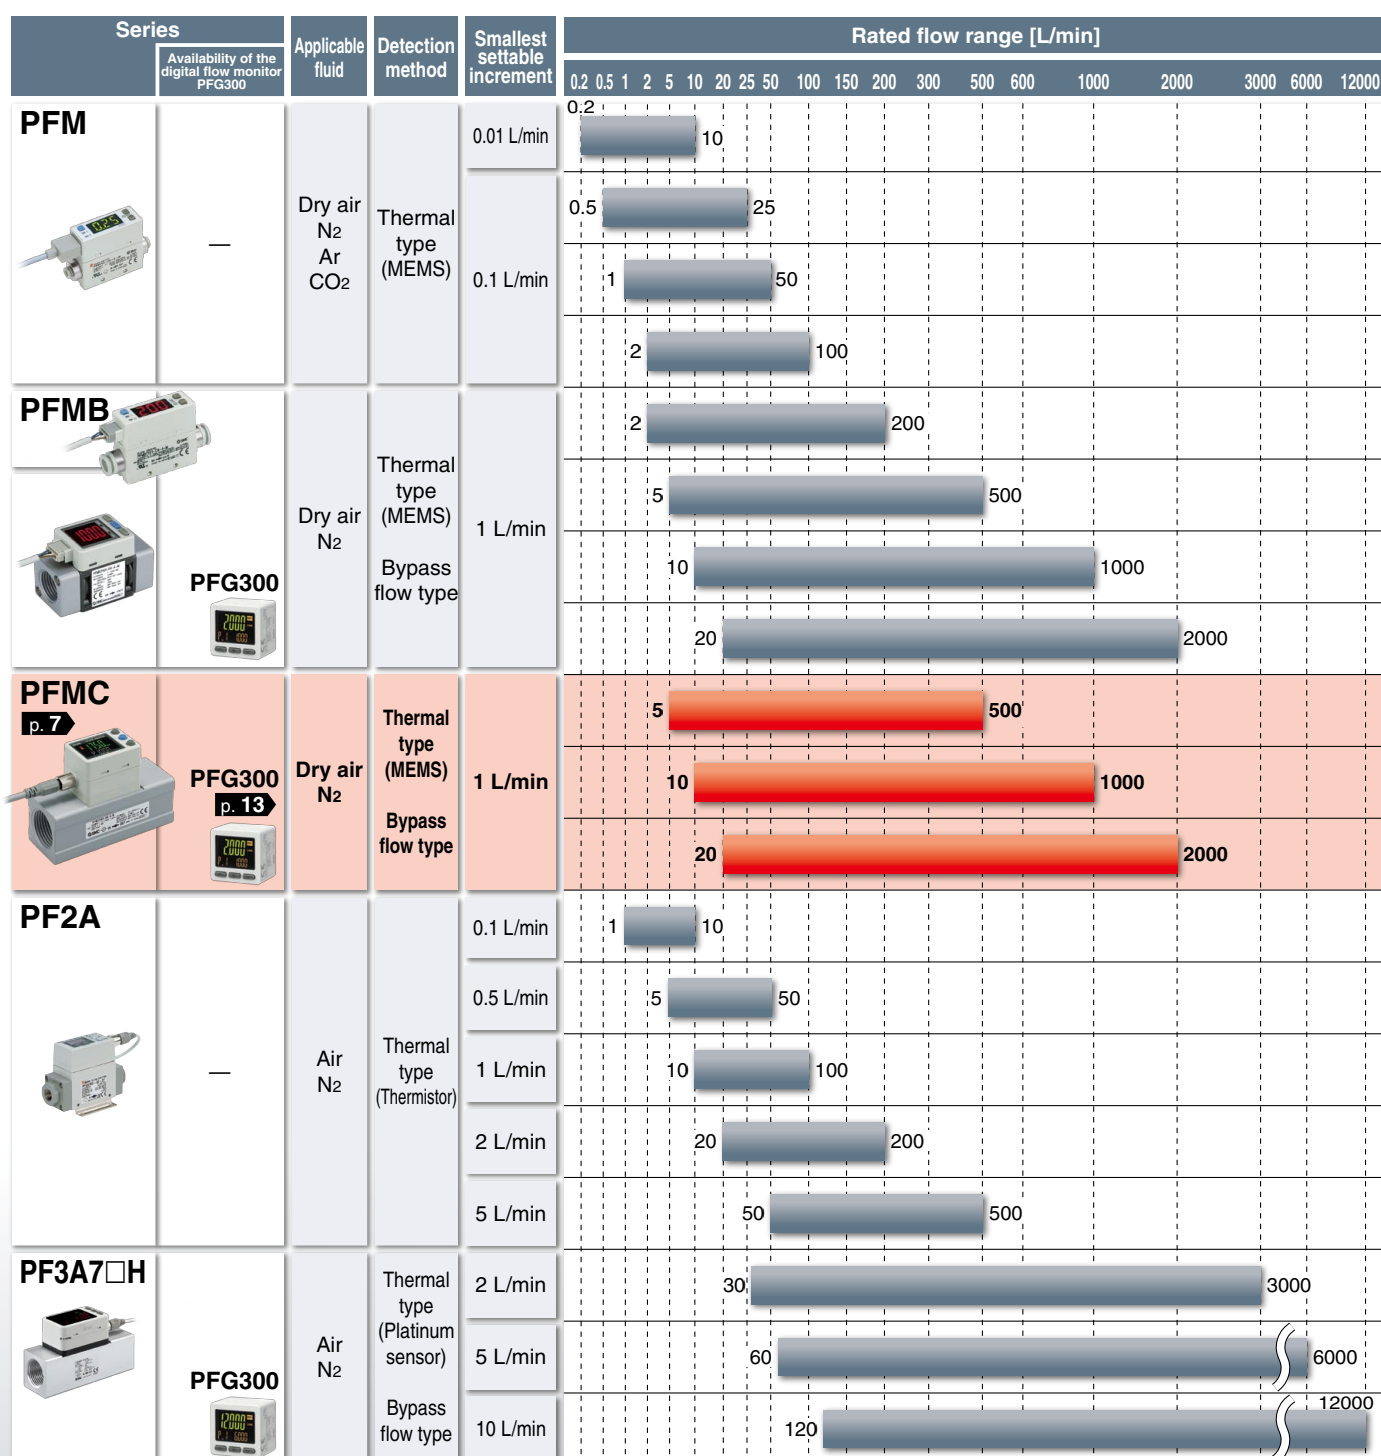 Series
Availability of the
digital flow monitor
PFG300
Applicable
fluid
Detection
method
Smallest
settable
increment
Rated flow range [L/min]
0.2 0.5 1 2 5 10 20 25 50 100 150 200 300 500 600 1000 2000 3000 6000 12000
PFM
—
Dry air
N2
Ar
CO2
Thermal
type
(MEMS)
0.01 L/min
0.2
10
0.1 L/min
0.5
25
1
50
2
100
PFMB
PFG300
Dry air
N2
Thermal
type
(MEMS)
Bypass
flow type
1 L/min
2
200
5
500
10
1000
20
2000
PFMC
p. 7
PFG300
p. 13
Dry air
N2
Thermal
type
(MEMS)
Bypass
flow type
1 L/min
5
500
10
1000
20
2000
PF2A
—
Air
N2
Thermal
type
(Thermistor)
0.1 L/min
1
10
0.5 L/min
5
50
1 L/min
10
100
2 L/min
20
200
5 L/min
50
500
PF3A7□H
PFG300
Air
N2
Thermal
type
(Platinum
sensor)
Bypass
flow type
2 L/min
30
3000
5 L/min
60
6000
10 L/min
120
12000